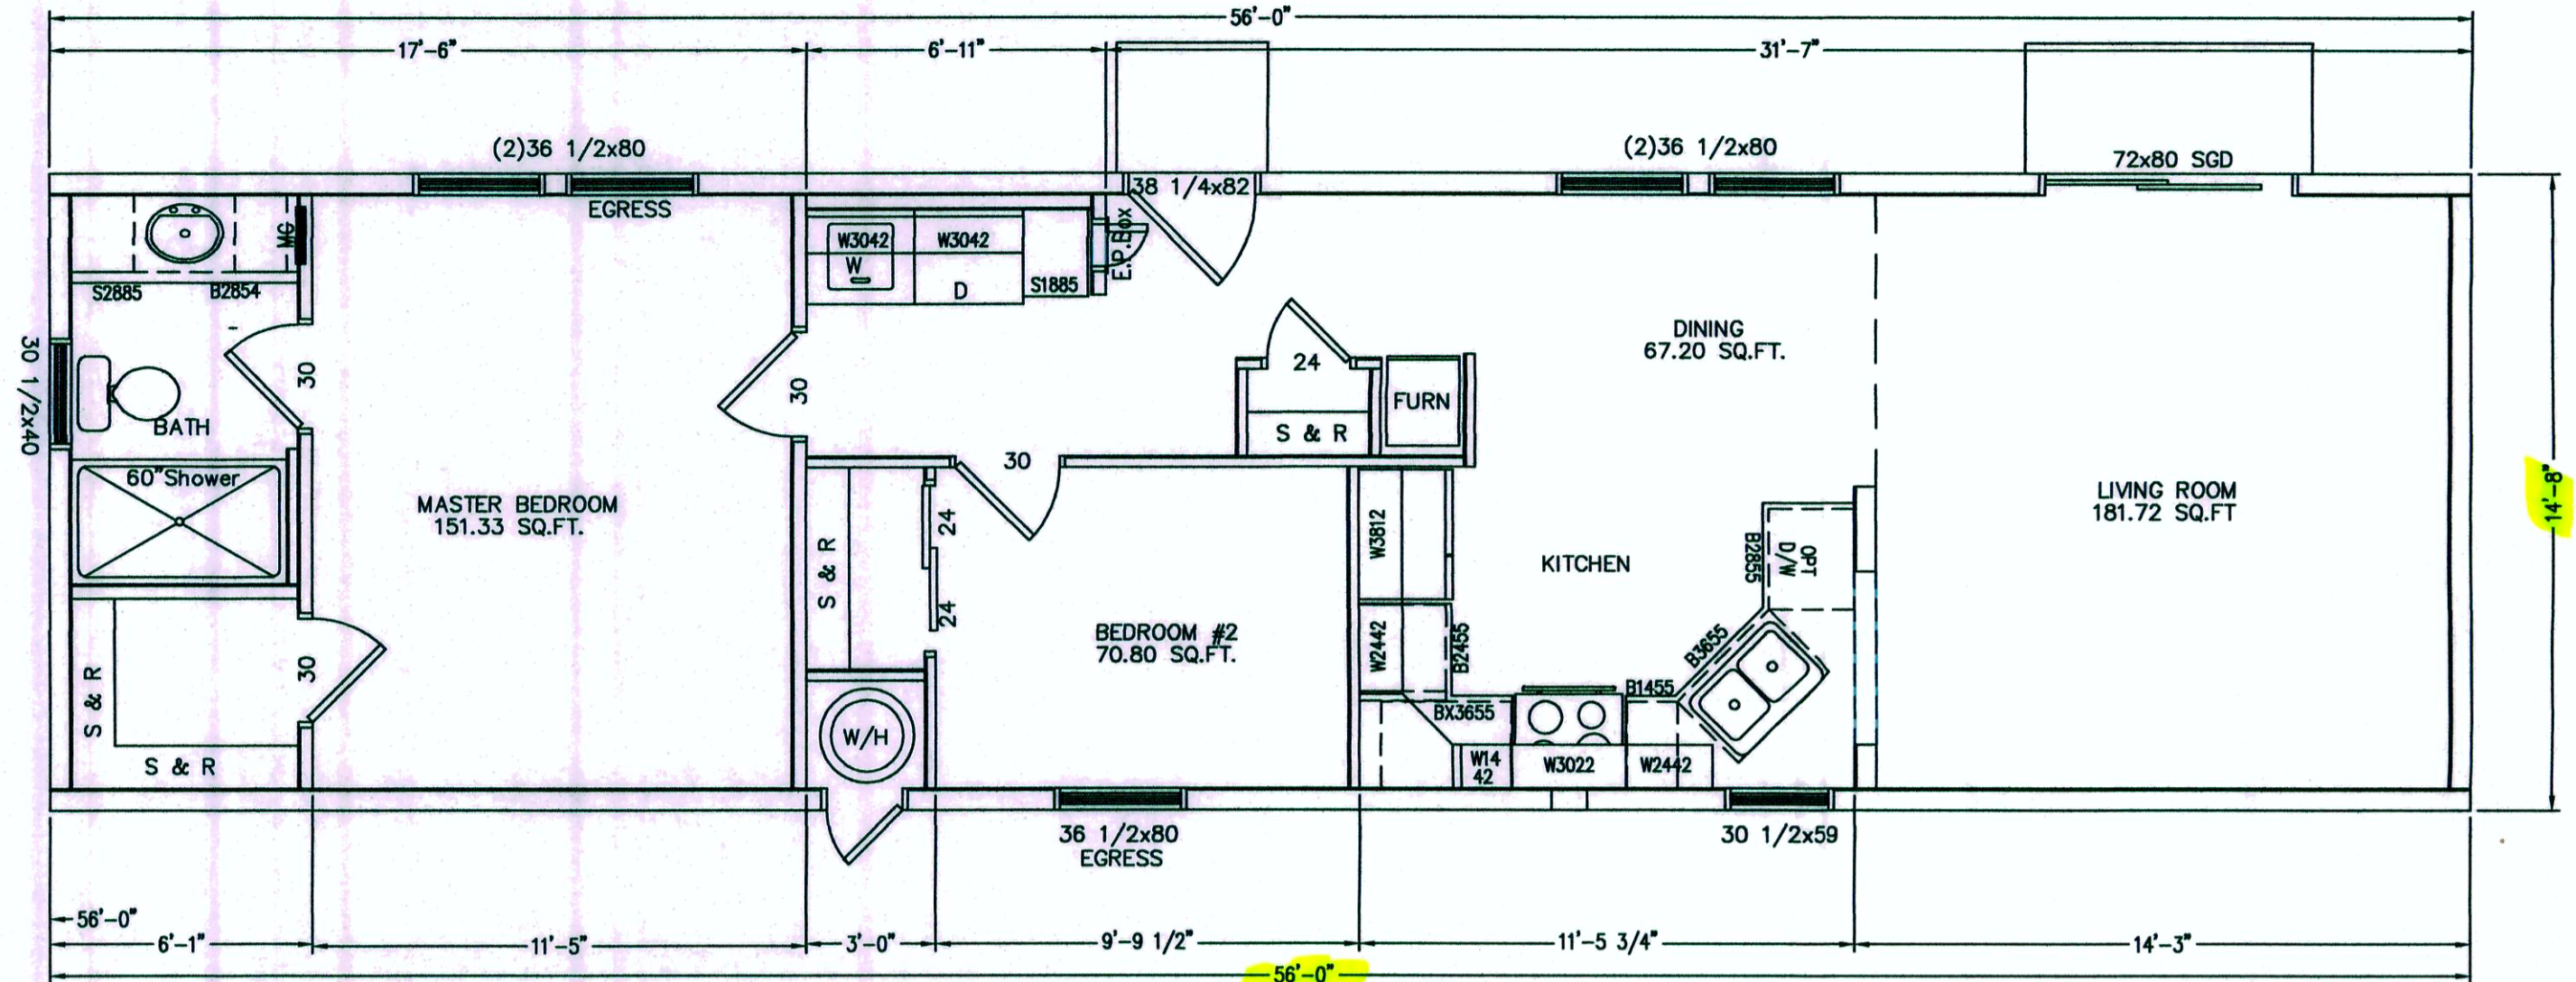 56'-0"
17'-6"
6'-11"
31'-7"
(2)36 1/2x80
(2)36 1/2x80
72x80 SGD
38 1/4x82
EGRESS
MG
W3042
W3042
W
D
S1885
E.P.Box
S2885
B2854
30 1/2x40
30
30
24
DINING
67.20 SQ.FT.
FURN
BATH
S & R
30
60"Shower
MASTER BEDROOM
151.33 SQ.FT.
LIVING ROOM
181.72 SQ.FT
14'-8"
24
W3812
KITCHEN
B2855
OPT
D/W
S & R
24
BEDROOM #2
70.80 SQ.FT.
W2442
B2455
B3655
30
S & R
B1455
BX3655
W/H
S & R
W14
42
W3022
W2442
36 1/2x80
EGRESS
30 1/2x59
56'-0"
6'-1"
11'-5"
3'-0"
9'-9 1/2"
11'-5 3/4"
14'-3"
56'-0"